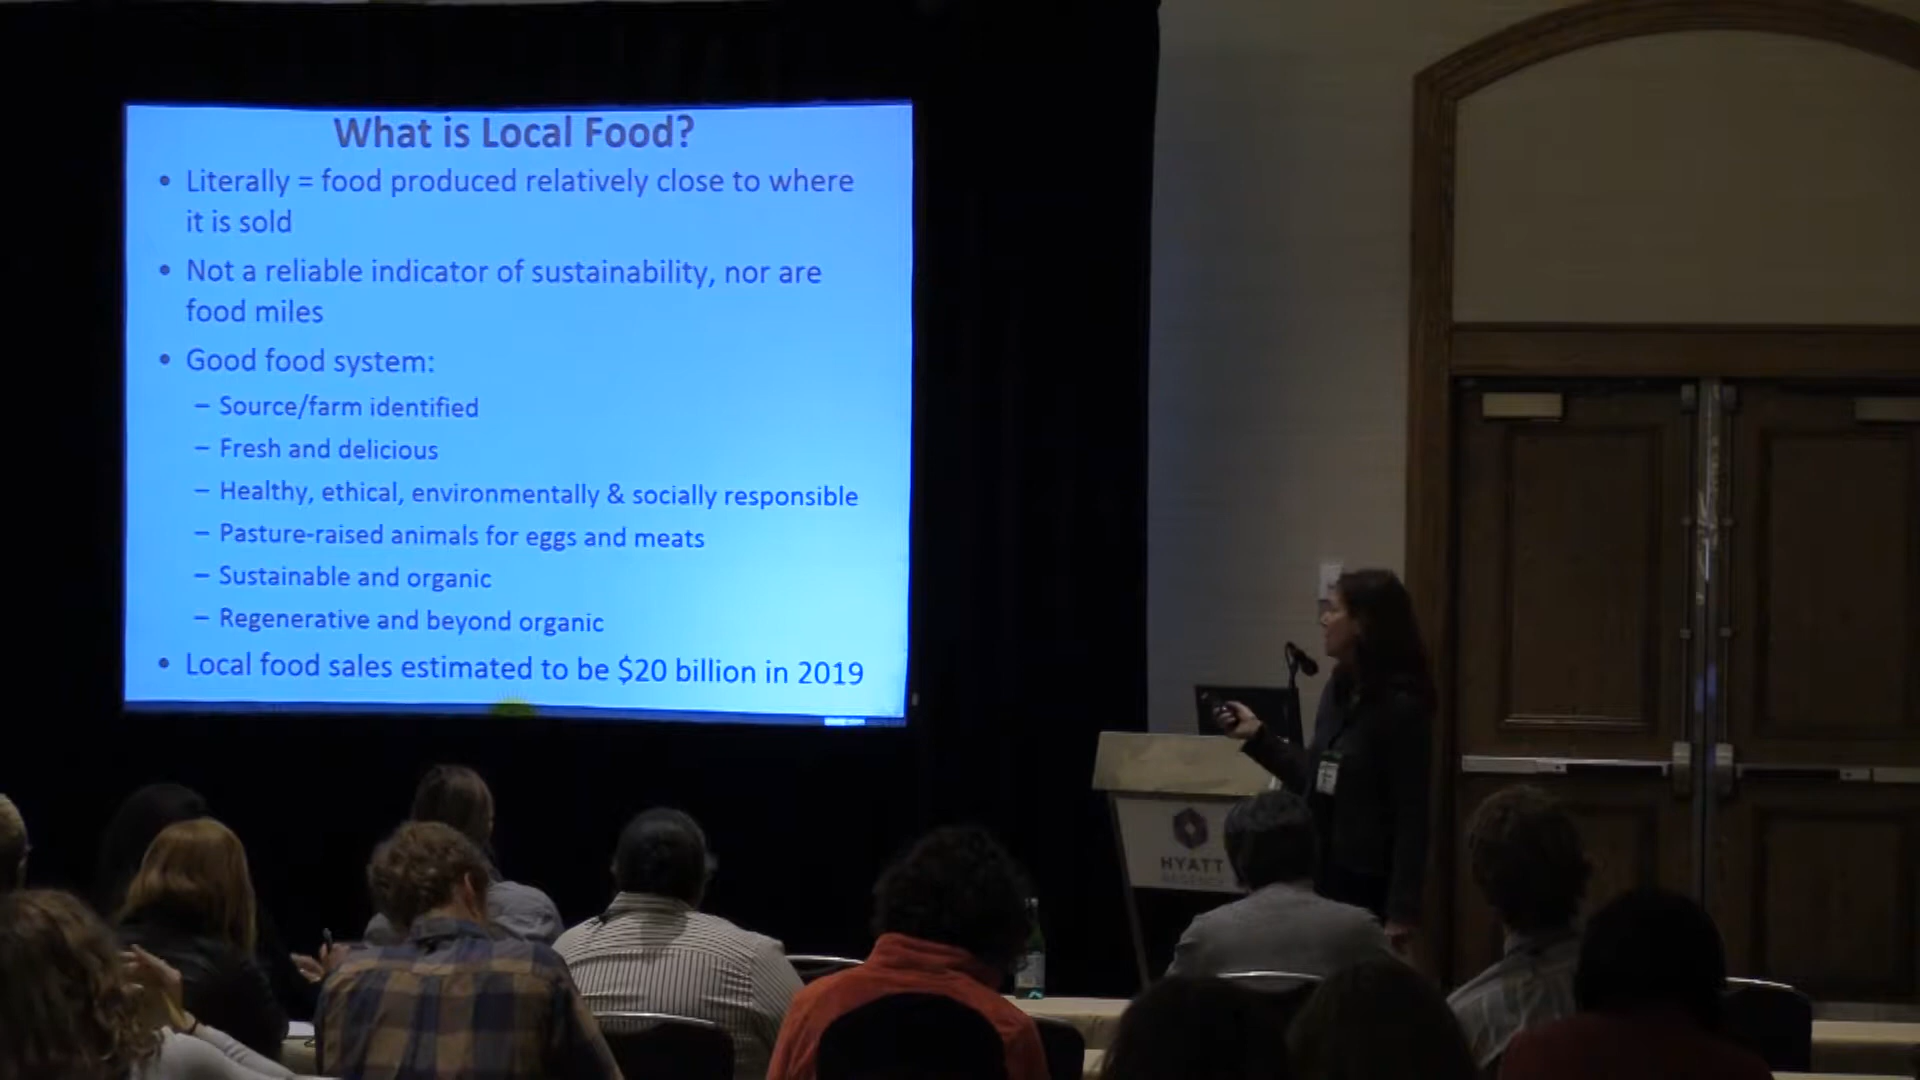 What is Local Food?
• Literally = food produced relatively close to where
it is sold
• Not a reliable indicator of sustainability, nor are
food miles
• Good food system:
– Source/farm identified
– Fresh and delicious
– Healthy, ethical, environmentally & socially responsible
– Pasture-raised animals for eggs and meats
– Sustainable and organic
– Regenerative and beyond organic
• Local food sales estimated to be $20 billion in 2019
HYATT
REGENCY